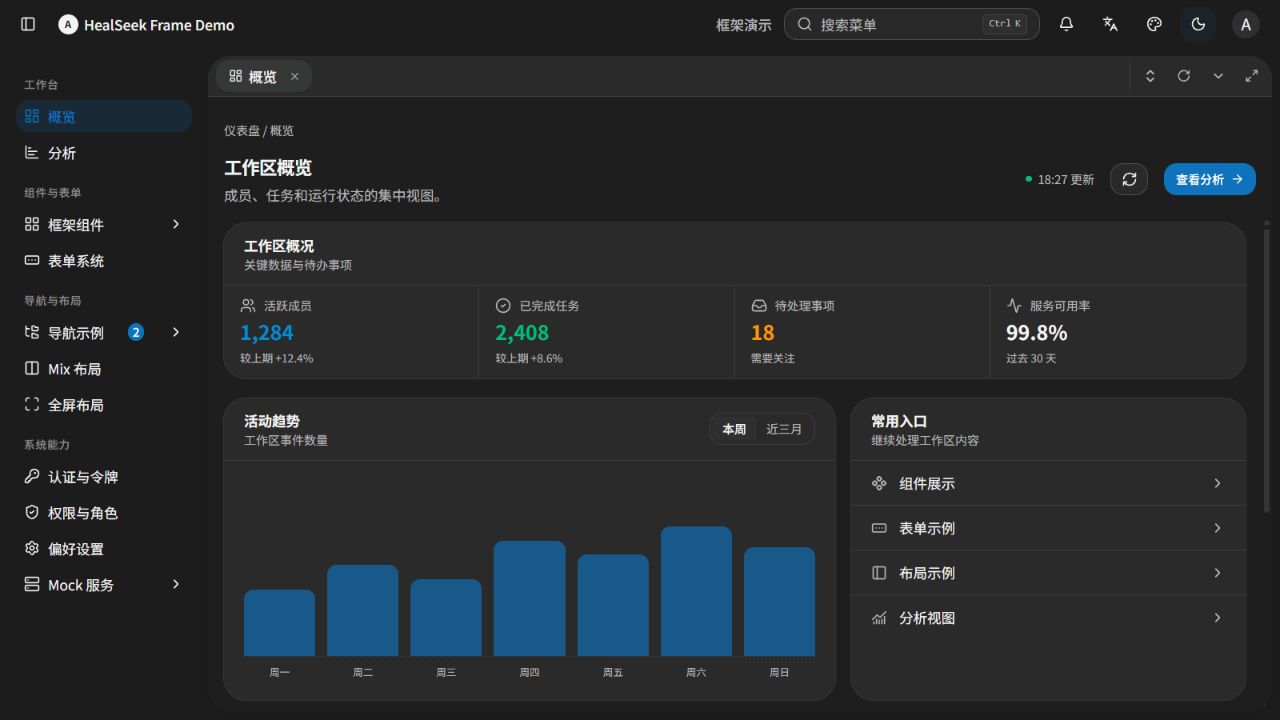 A HealSeek Frame Demo
框架演示
搜索菜单
Ctrl K
A
工作台
概览
分析
组件与表单
框架组件
表单系统
导航与布局
导航示例 2
Mix 布局
全屏布局
系统能力
认证与令牌
权限与角色
偏好设置
Mock 服务
概览
仪表盘 / 概览
工作区概览
成员、任务和运行状态的集中视图。
18:27 更新
查看分析
工作区概况
关键数据与待办事项
活跃成员
1,284
较上期 +12.4%
已完成任务
2,408
较上期 +8.6%
待处理事项
18
需要关注
服务可用率
99.8%
过去 30 天
活动趋势
工作区事件数量
本周 近三月
周一 周二 周三 周四 周五 周六 周日
常用入口
继续处理工作区内容
组件展示
表单示例
布局示例
分析视图